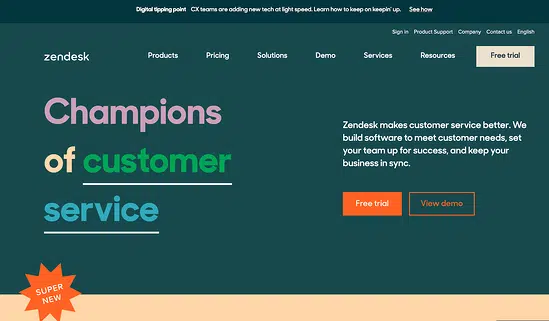 Digital tipping point CX teams are adding new tech at light speed. Learn how to keep on keepin' up. See how
Sign in Product Support Company Contact us English
zendesk Products Pricing Solutions Demo Services Resources Free trial
Champions
of customer
service
Zendesk makes customer service better. We
build software to meet customer needs, set
your team up for success, and keep your
business in sync.
Free trial View demo
SUPER
NEW